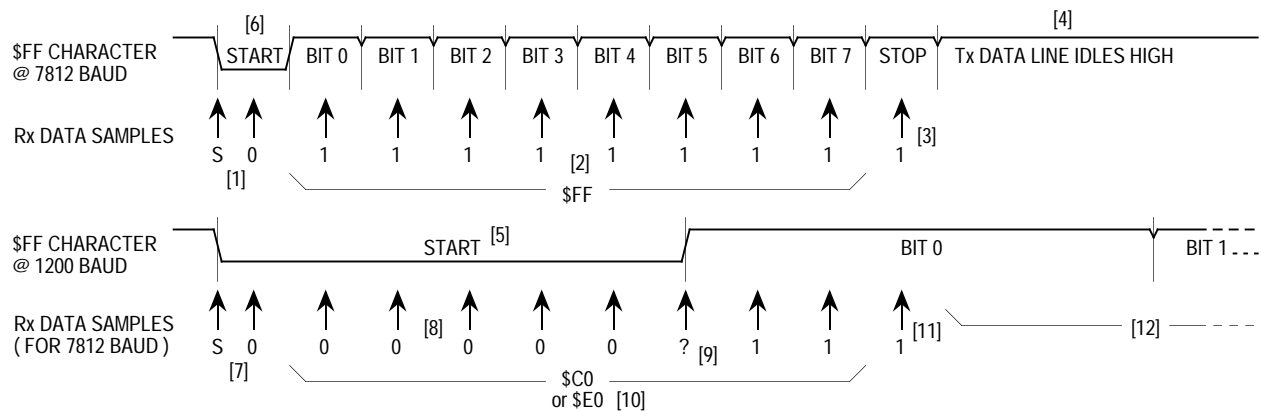 [6] [4]
$FF CHARACTER
@ 7812 BAUD
START BIT 0 BIT 1 BIT 2 BIT 3 BIT 4 BIT 5 BIT 6 BIT 7 STOP Tx DATA LINE IDLES HIGH
Rx DATA SAMPLES
S 0 1 1 1 1 1 1 1 1 1
[1] [2] [3]
$FF
$FF CHARACTER
@ 1200 BAUD
START [5] BIT 0 BIT 1
Rx DATA SAMPLES
( FOR 7812 BAUD )
S 0 0 0 0 0 0 ? 1 1 1
[7] [8] [9] [11] [12]
$C0
or $E0 [10]